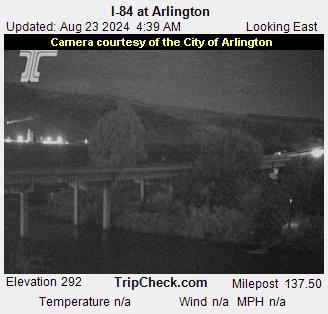 I-84 at Arlington
Updated: Aug 23 2024 4:39 AM Looking East
Camera courtesy of the City of Arlington
Elevation 292 TripCheck.com Milepost 137.50
Temperature n/a Wind n/a MPH n/a